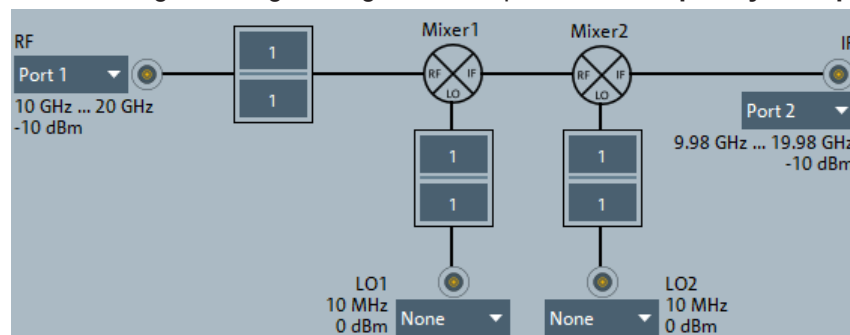 RF
Port 1
10 GHz ... 20 GHz
-10 dBm
1
1
Mixer1
RF IF
LO
1
1
LO1
10 MHz
0 dBm
None
Mixer2
RF IF
LO
1
1
LO2
10 MHz
0 dBm
None
IF
Port 2
9.98 GHz ... 19.98 GHz
-10 dBm